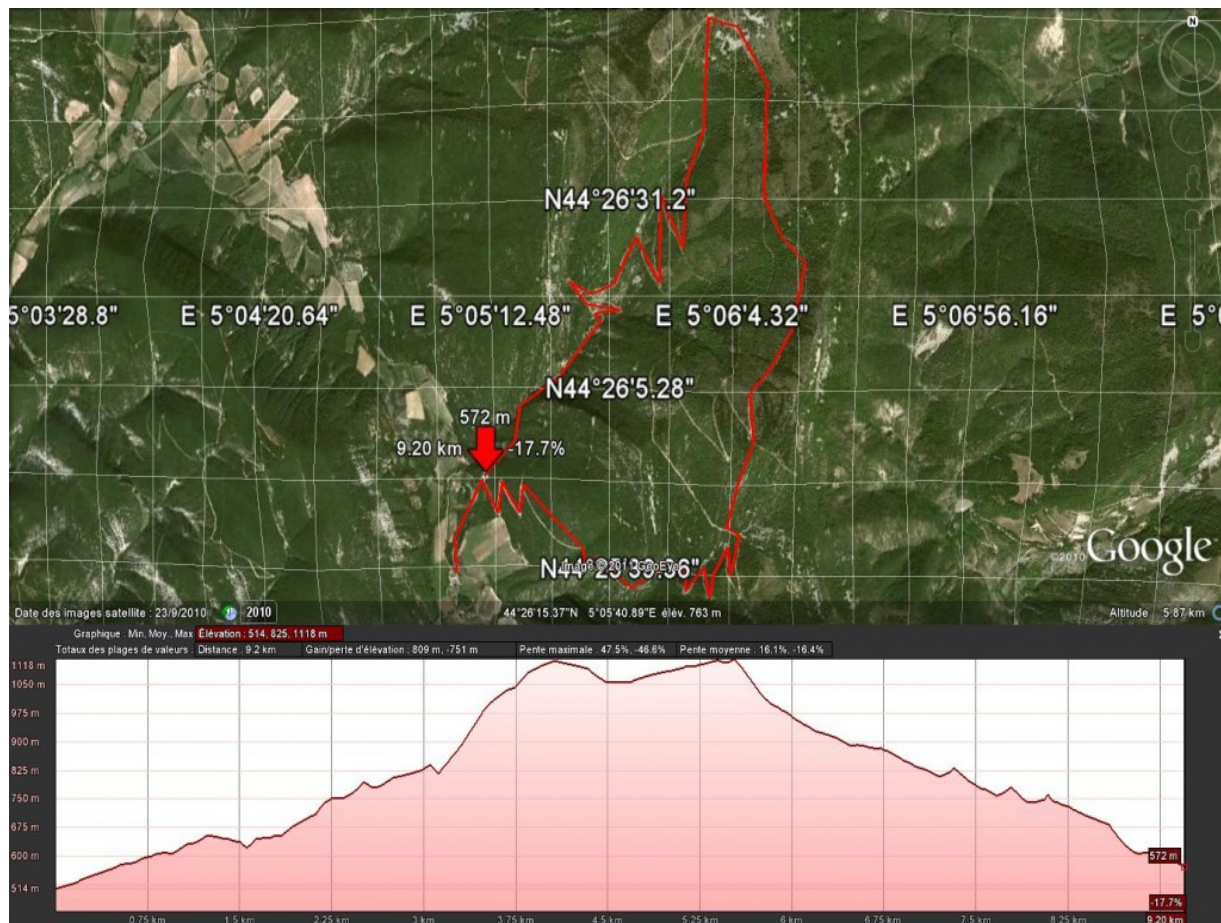 N
N44°26'31.2"
5°03'28.8" E 5°04'20.64" E 5°05'12.48" E 5°06'4.32" E 5°06'56.16" E 5°
N44°26'5.28"
572 m
9.20 km -17.7%
©2010 Google
Image © 2011 GeoEye
Date des images satellite : 23/9/2010 2010 44°26'15.37"N 5°05'40.89"E élév. 763 m Altitude 5.87 km
Graphique : Min, Moy., Max Élévation : 514, 825, 1118 m
Totaux des plages de valeurs : Distance : 9.2 km Gain/perte d'élévation : 809 m, -751 m Pente maximale : 47.5%, -46.6% Pente moyenne : 16.1%, -16.4%
1118 m
1050 m
975 m
900 m
825 m
750 m
675 m
600 m
572 m
514 m
-17.7%
0.75 km 1.5 km 2.25 km 3 km 3.75 km 4.5 km 5.25 km 6 km 6.75 km 7.5 km 8.25 km 9.20 km